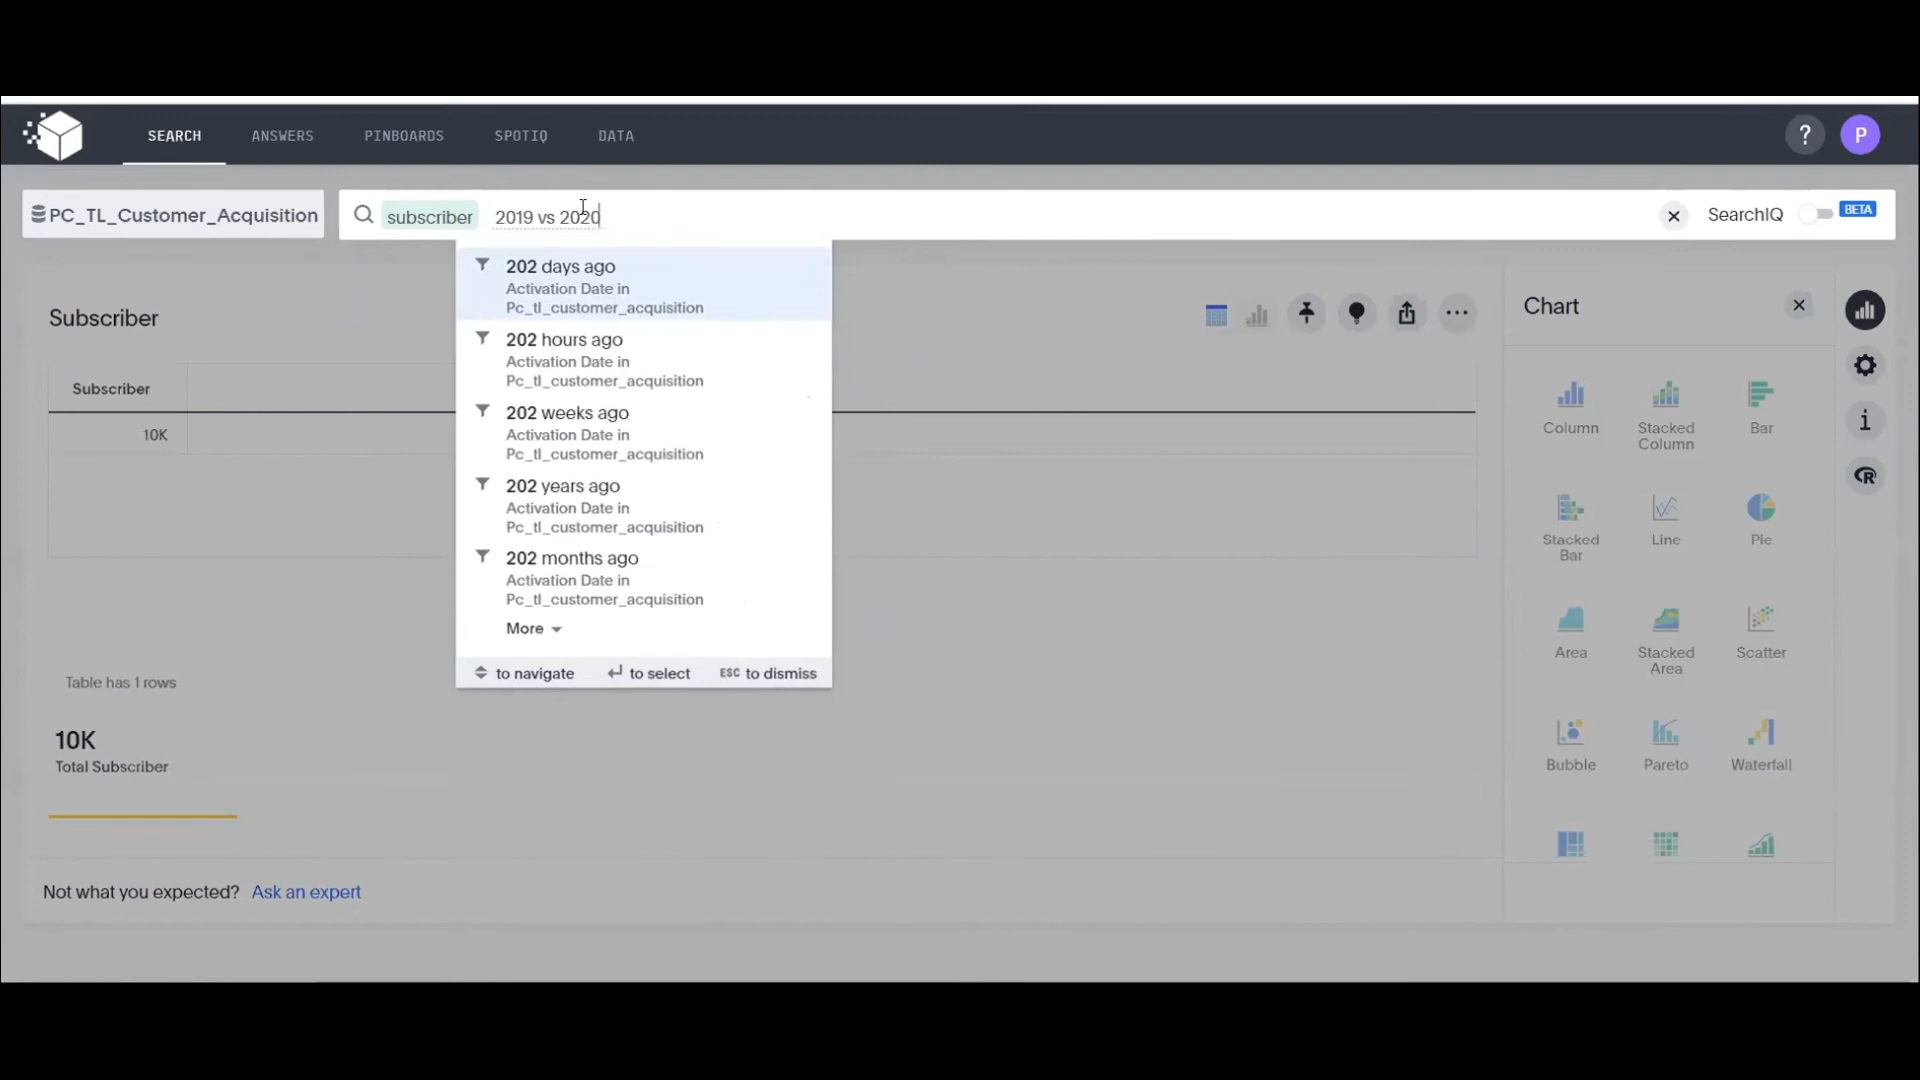 SEARCH ANSWERS PINBOARDS SPOTIQ DATA ? P
PC_TL_Customer_Acquisition subscriber 2019 vs 2020 SearchIQ BETA
202 days ago
Activation Date in
Pc_tl_customer_acquisition
202 hours ago
Activation Date in
Pc_tl_customer_acquisition
202 weeks ago
Activation Date in
Pc_tl_customer_acquisition
202 years ago
Activation Date in
Pc_tl_customer_acquisition
202 months ago
Activation Date in
Pc_tl_customer_acquisition
More
to navigate to select ESC to dismiss
Subscriber
Subscriber
10K
Table has 1 rows
10K
Total Subscriber
Not what you expected? Ask an expert
Chart
Column Stacked Column Bar
Stacked Bar Line Pie
Area Stacked Area Scatter
Bubble Pareto Waterfall
i
R